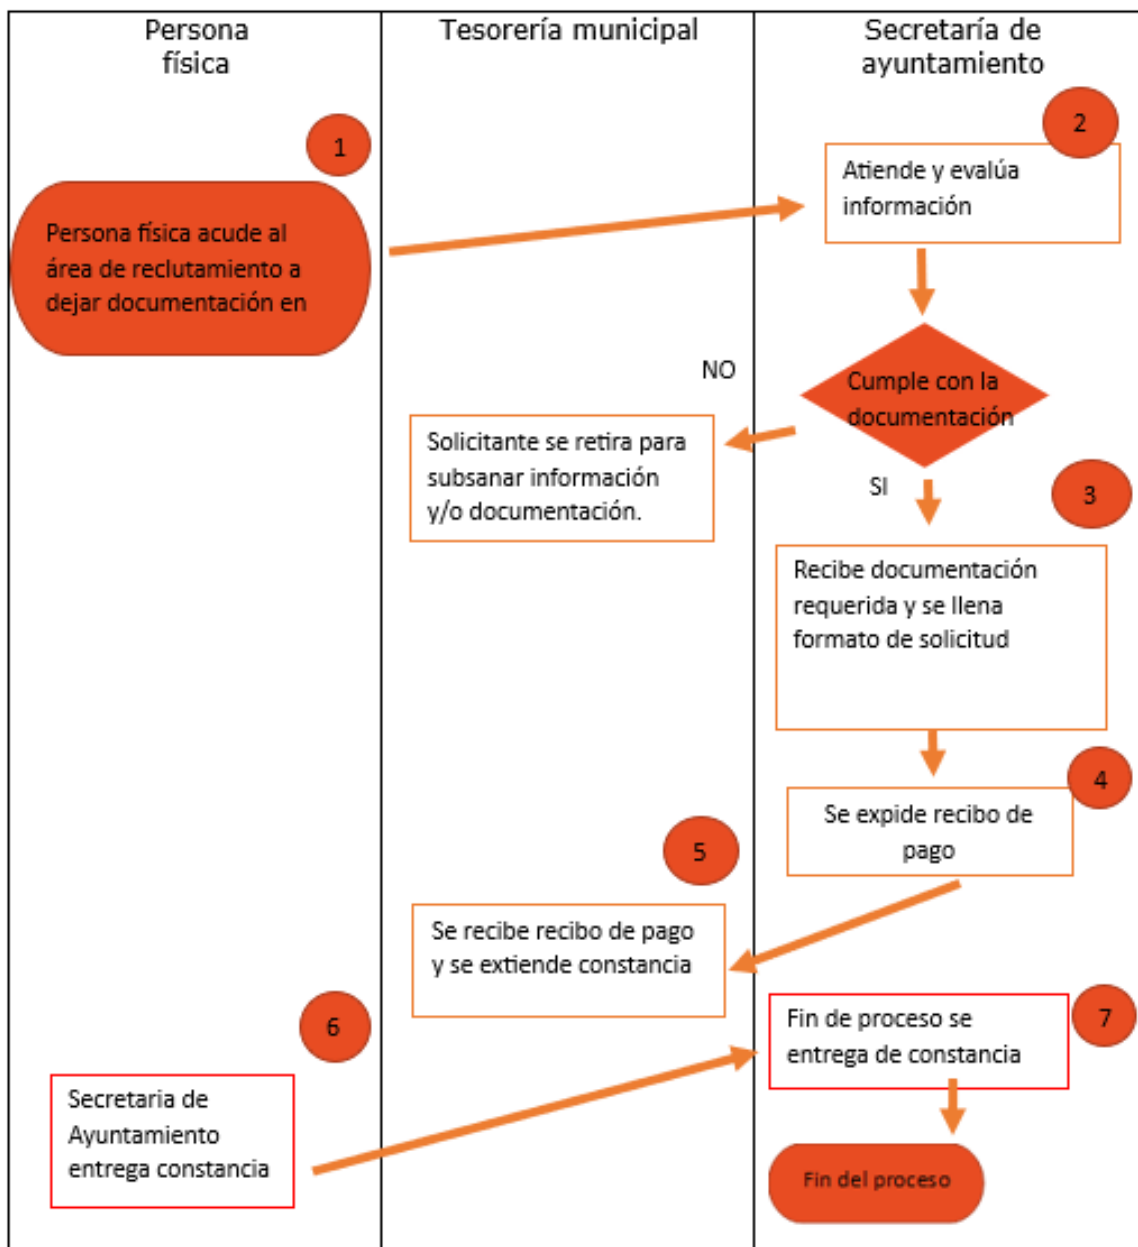 Persona
física
Tesorería municipal
Secretaría de
ayuntamiento
1
Persona física acude al
área de reclutamiento a
dejar documentación en
2
Atiende y evalúa
información
Cumple con la
documentación
NO
Solicitante se retira para
subsanar información
y/o documentación.
SI
3
Recibe documentación
requerida y se llena
formato de solicitud
4
Se expide recibo de
pago
5
Se recibe recibo de pago
y se extiende constancia
6
Secretaria de
Ayuntamiento
entrega constancia
7
Fin de proceso se
entrega de constancia
Fin del proceso